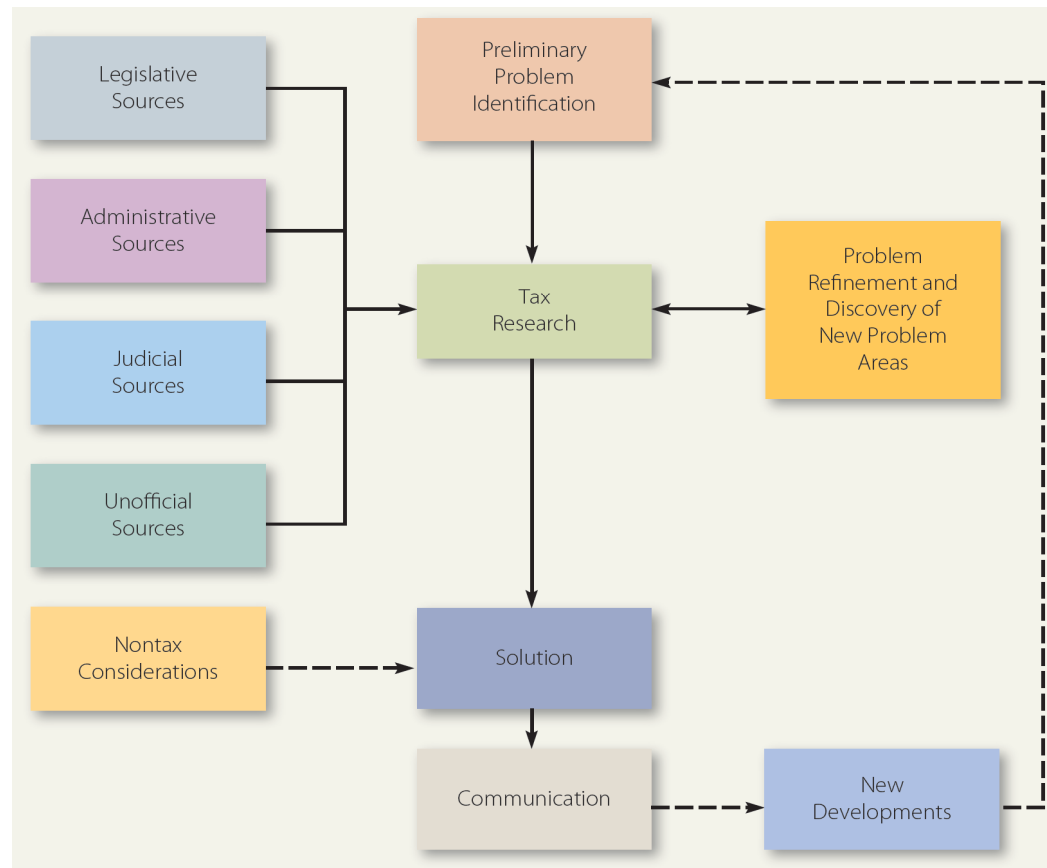 Legislative
Sources
Preliminary
Problem
Identification
Administrative
Sources
Tax
Research
Problem
Refinement and
Discovery of
New Problem
Areas
Judicial
Sources
Unofficial
Sources
Nontax
Considerations
Solution
Communication
New
Developments